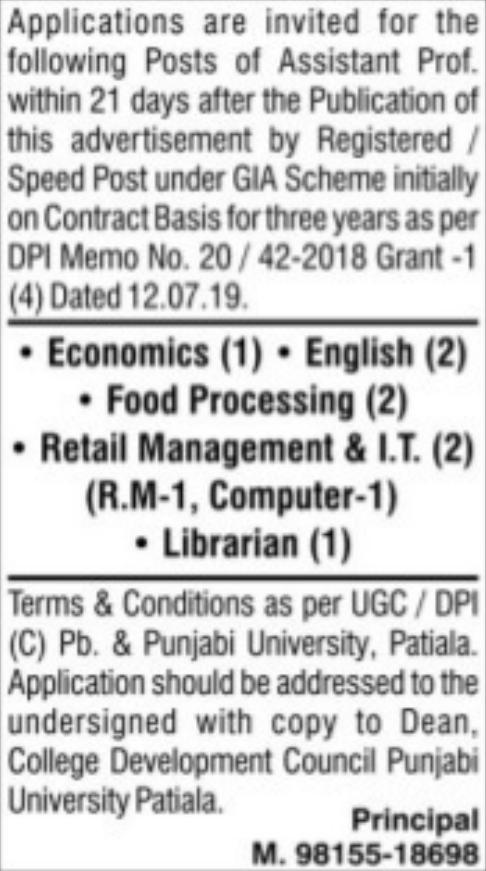 Applications are invited for the
following Posts of Assistant Prof.
within 21 days after the Publication of
this advertisement by Registered /
Speed Post under GIA Scheme initially
on Contract Basis for three years as per
DPI Memo No. 20 / 42-2018 Grant -1
(4) Dated 12.07.19.
• Economics (1) • English (2)
• Food Processing (2)
• Retail Management & I.T. (2)
(R.M-1, Computer-1)
• Librarian (1)
Terms & Conditions as per UGC / DPI
(C) Pb. & Punjabi University, Patiala.
Application should be addressed to the
undersigned with copy to Dean,
College Development Council Punjabi
University Patiala.
Principal
M. 98155-18698